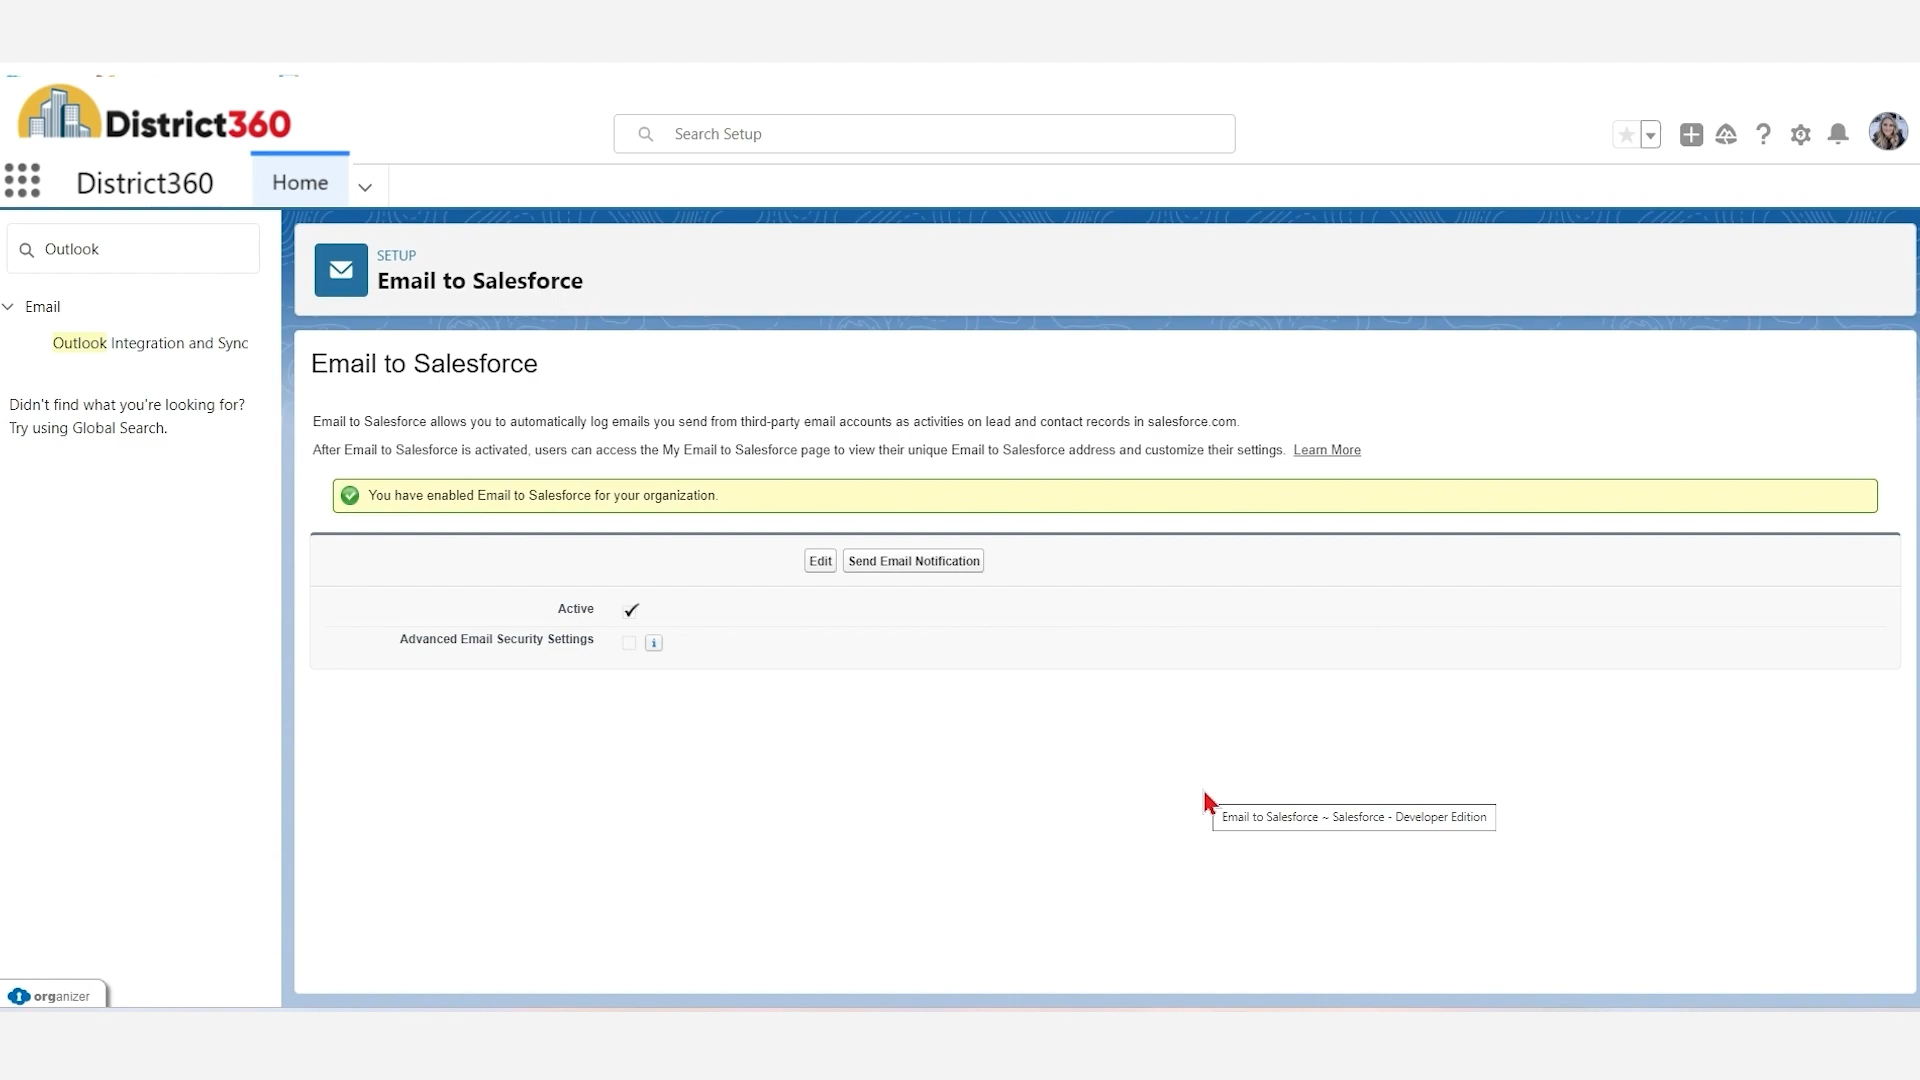 District360
Search Setup
District360
Home
Outlook
Email
Outlook Integration and Sync
Didn't find what you're looking for?
Try using Global Search.
SETUP
Email to Salesforce
Email to Salesforce
Email to Salesforce allows you to automatically log emails you send from third-party email accounts as activities on lead and contact records in salesforce.com.
After Email to Salesforce is activated, users can access the My Email to Salesforce page to view their unique Email to Salesforce address and customize their settings. Learn More
You have enabled Email to Salesforce for your organization.
Edit Send Email Notification
Active
Advanced Email Security Settings
Email to Salesforce ~ Salesforce - Developer Edition
organizer